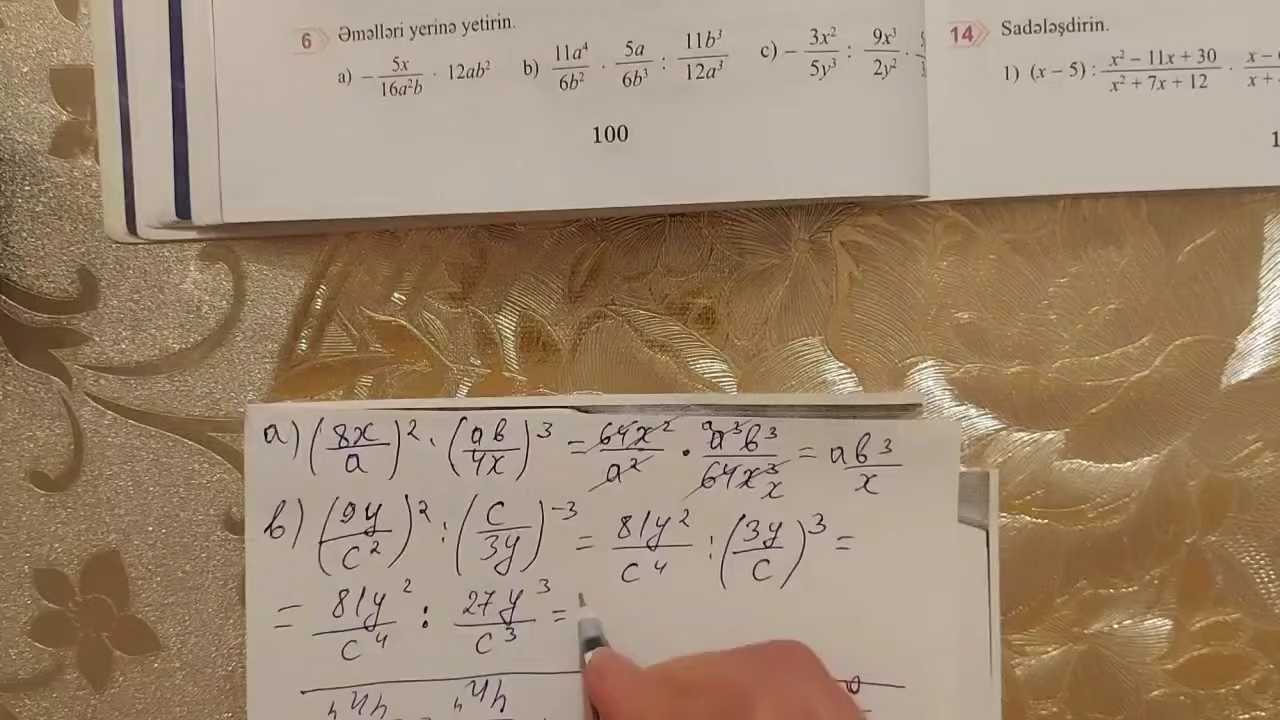 6 Əməlləri yerinə yetirin.
a) −5x/16a²b · 12ab² b) 11a⁴/6b² · 5a/6b³ : 11b³/12a³ c) −3x²/5y³ : 9x³/2y² ·
100
14 Sadələşdirin.
1) (x − 5) : x² − 11x + 30/x² + 7x + 12 ·
a) (8x/a)² · (ab/4x)³ = 64x²/a² · a³b³/64x³ = ab³/x
b) (9y/c²)² : (c/3y)⁻³ = 81y²/c⁴ : (3y/c)³ =
= 81y²/c⁴ : 27y³/c³ =